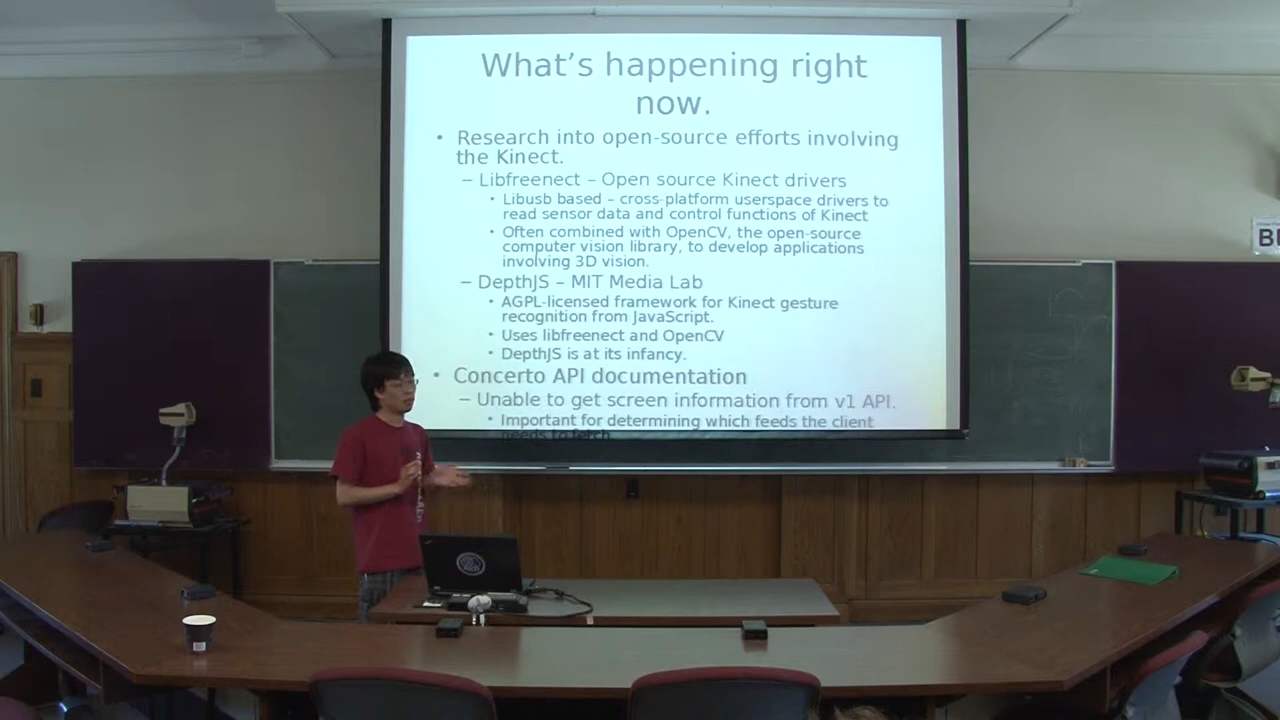 What's happening right
now.
• Research into open-source efforts involving
the Kinect.
– Libfreenect – Open source Kinect drivers
• Libusb based – cross-platform userspace drivers to
read sensor data and control functions of Kinect
• Often combined with OpenCV, the open-source
computer vision library, to develop applications
involving 3D vision.
– DepthJS – MIT Media Lab
• AGPL-licensed framework for Kinect gesture
recognition from JavaScript.
• Uses libfreenect and OpenCV
• DepthJS is at its infancy.
• Concerto API documentation
– Unable to get screen information from v1 API.
• Important for determining which feeds the client
needs to fetch